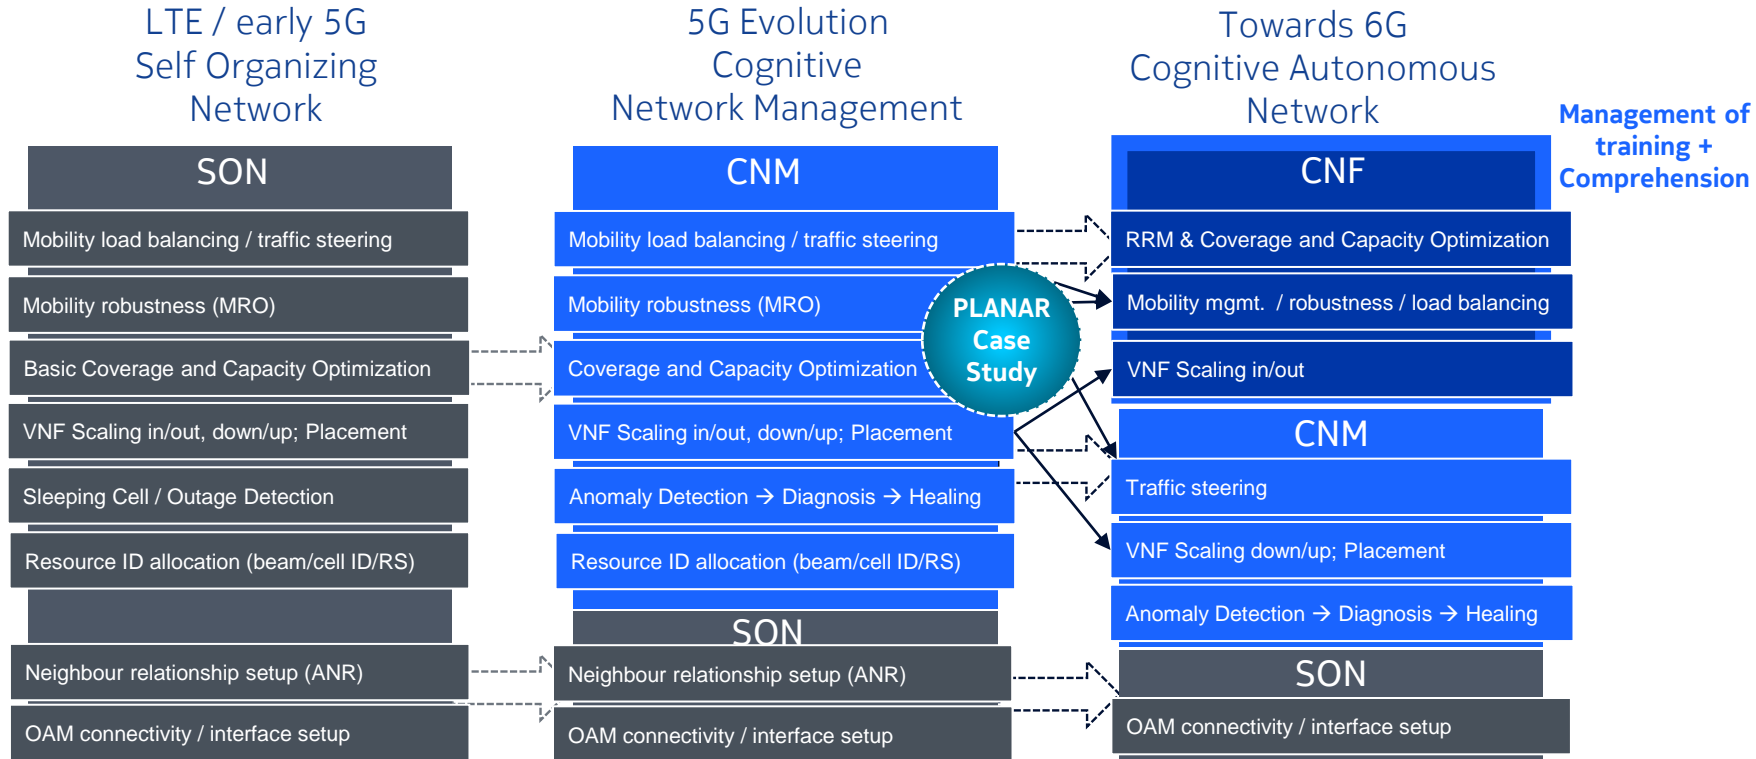 LTE / early 5G
Self Organizing
Network
SON
Mobility load balancing / traffic steering
Mobility robustness (MRO)
Basic Coverage and Capacity Optimization
VNF Scaling in/out, down/up; Placement
Sleeping Cell / Outage Detection
Resource ID allocation (beam/cell ID/RS)
Neighbour relationship setup (ANR)
OAM connectivity / interface setup
5G Evolution
Cognitive
Network Management
CNM
Mobility load balancing / traffic steering
Mobility robustness (MRO)
Coverage and Capacity Optimization
VNF Scaling in/out, down/up; Placement
Anomaly Detection → Diagnosis → Healing
Resource ID allocation (beam/cell ID/RS)
SON
Neighbour relationship setup (ANR)
OAM connectivity / interface setup
PLANAR
Case
Study
Towards 6G
Cognitive Autonomous
Network
CNF
RRM & Coverage and Capacity Optimization
Mobility mgmt. / robustness / load balancing
VNF Scaling in/out
CNM
Traffic steering
VNF Scaling down/up; Placement
Anomaly Detection → Diagnosis → Healing
SON
OAM connectivity / interface setup
Management of
training +
Comprehension